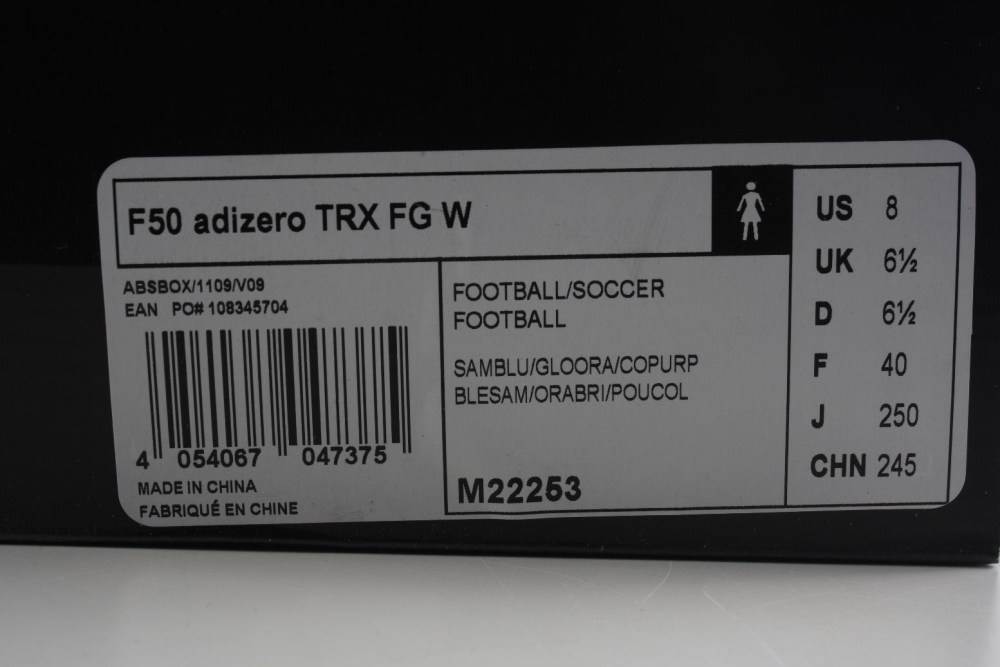 F50 adizero TRX FG W
ABSBOX/1109/V09
EAN PO# 108345704
4 054067 047375
MADE IN CHINA
FABRIQUÉ EN CHINE
FOOTBALL/SOCCER
FOOTBALL
SAMBLU/GLOORA/COPURP
BLESAM/ORABRI/POUCOL
M22253
US 8
UK 6½
D 6½
F 40
J 250
CHN 245